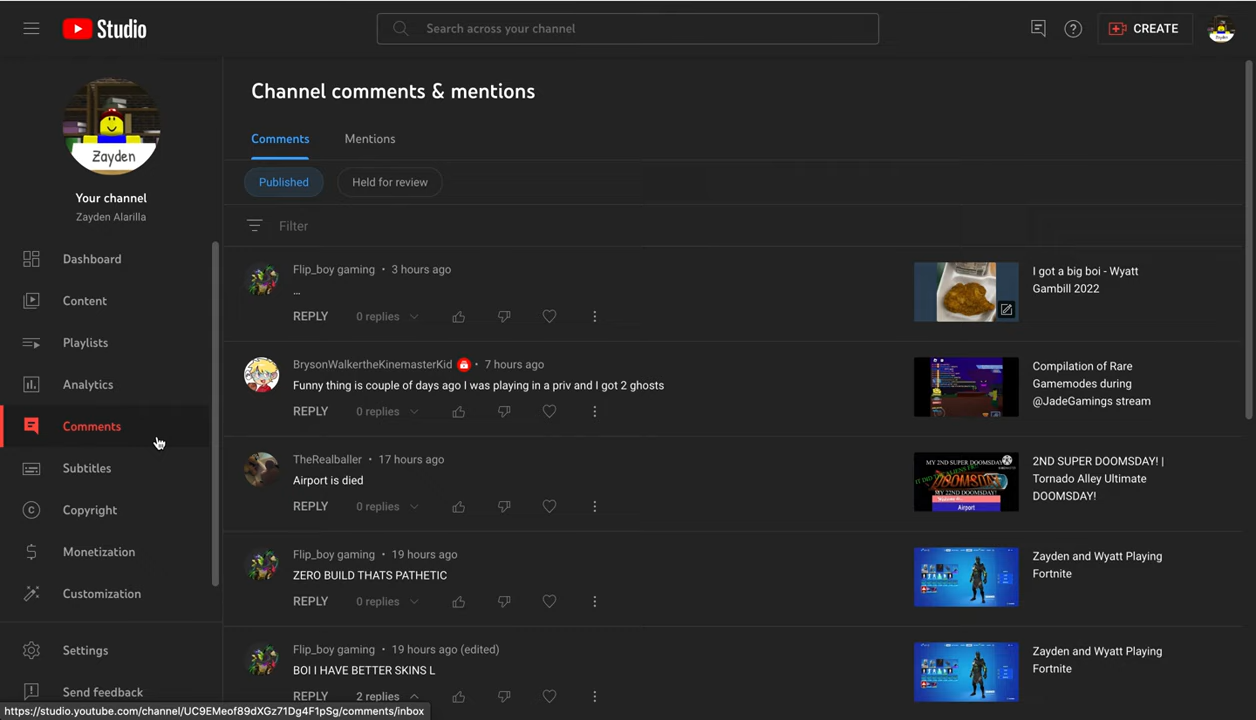 Studio
Search across your channel
CREATE
Zayden
Your channel
Zayden Alarilla
Dashboard
Content
Playlists
Analytics
Comments
Subtitles
Copyright
Monetization
Customization
Settings
Send feedback
Channel comments & mentions
Comments
Mentions
Published
Held for review
Filter
Flip_boy gaming • 3 hours ago
...
REPLY 0 replies
I got a big boi - Wyatt
Gambill 2022
BrysonWalkertheKinemasterKid • 7 hours ago
Funny thing is couple of days ago I was playing in a priv and I got 2 ghosts
REPLY 0 replies
Compilation of Rare
Gamemodes during
@JadeGamings stream
TheRealballer • 17 hours ago
Airport is died
REPLY 0 replies
MY 2ND SUPER DOOMSDAY!
DOOMSDAY
MY 22ND DOOMSDAY!
Airport
2ND SUPER DOOMSDAY! |
Tornado Alley Ultimate
DOOMSDAY!
Flip_boy gaming • 19 hours ago
ZERO BUILD THATS PATHETIC
REPLY 0 replies
Zayden and Wyatt Playing
Fortnite
Flip_boy gaming • 19 hours ago (edited)
BOI I HAVE BETTER SKINS L
REPLY 2 replies
Zayden and Wyatt Playing
Fortnite
https://studio.youtube.com/channel/UC9EMeof89dXGz71Dg4F1pSg/comments/inbox